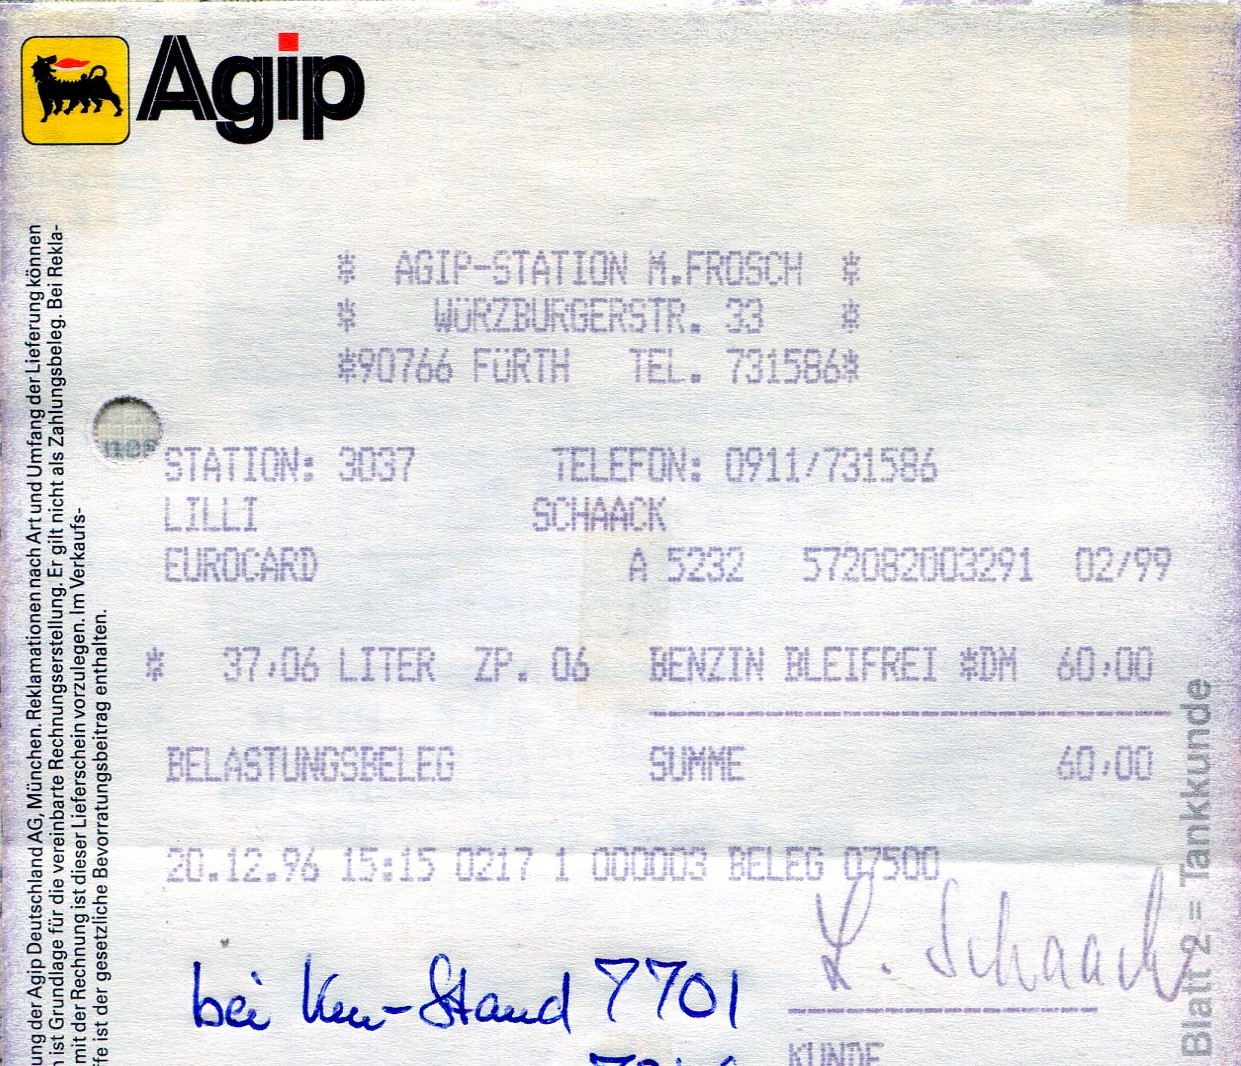 Agip
* AGIP-STATION M.FROSCH *
* WÜRZBURGERSTR. 33 *
*90766 FÜRTH TEL. 731586*
STATION: 3037 TELEFON: 0911/731586
LILLI SCHAACK
EUROCARD A 5232 572082003291 02/99
* 37,06 LITER ZP. 06 BENZIN BLEIFREI *DM 60,00
BELASTUNGSBELEG SUMME 60,00
20.12.96 15:15 0217 1 000003 BELEG 07500
L. Schaack
bei Km-Stand 7701
KUNDE
ung der Agip Deutschland AG, München. Reklamationen nach Art und Umfang der Lieferung können
ist Grundlage für die vereinbarte Rechnungserstellung. Er gilt nicht als Zahlungsbeleg. Bei Rekla-
mit der Rechnung ist dieser Lieferschein vorzulegen. Im Verkaufs-
ffe ist der gesetzliche Bevorratungsbeitrag enthalten.
Blatt 2 = Tankkunde